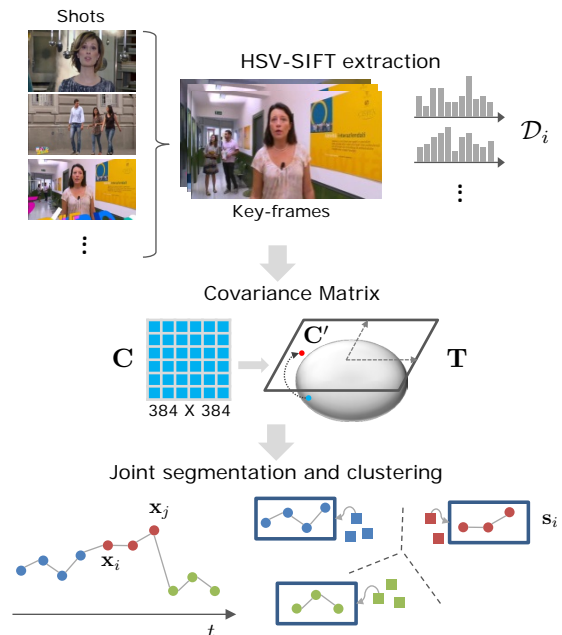 Shots
HSV-SIFT extraction
𝒟ᵢ
Key-frames
Covariance Matrix
C
C′
T
384 X 384
Joint segmentation and clustering
xⱼ
xᵢ
t
sᵢ